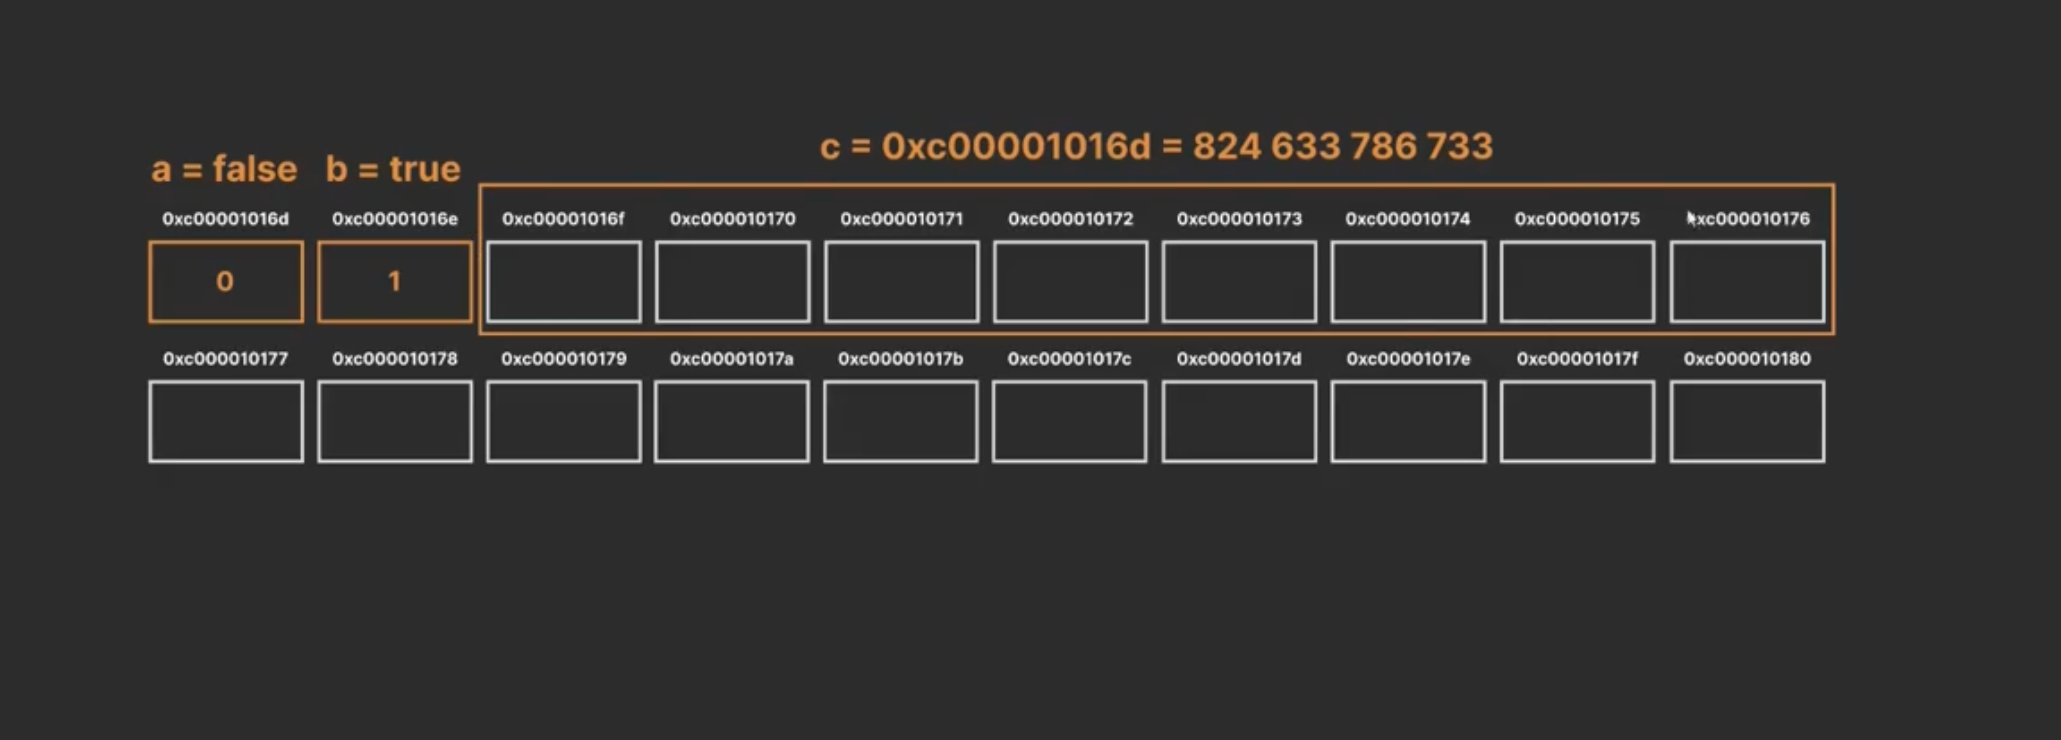 c = 0xc00001016d = 824 633 786 733
a = false b = true
0xc00001016d 0xc00001016e 0xc00001016f 0xc000010170 0xc000010171 0xc000010172 0xc000010173 0xc000010174 0xc000010175 xc000010176
0 1
0xc000010177 0xc000010178 0xc000010179 0xc00001017a 0xc00001017b 0xc00001017c 0xc00001017d 0xc00001017e 0xc00001017f 0xc000010180